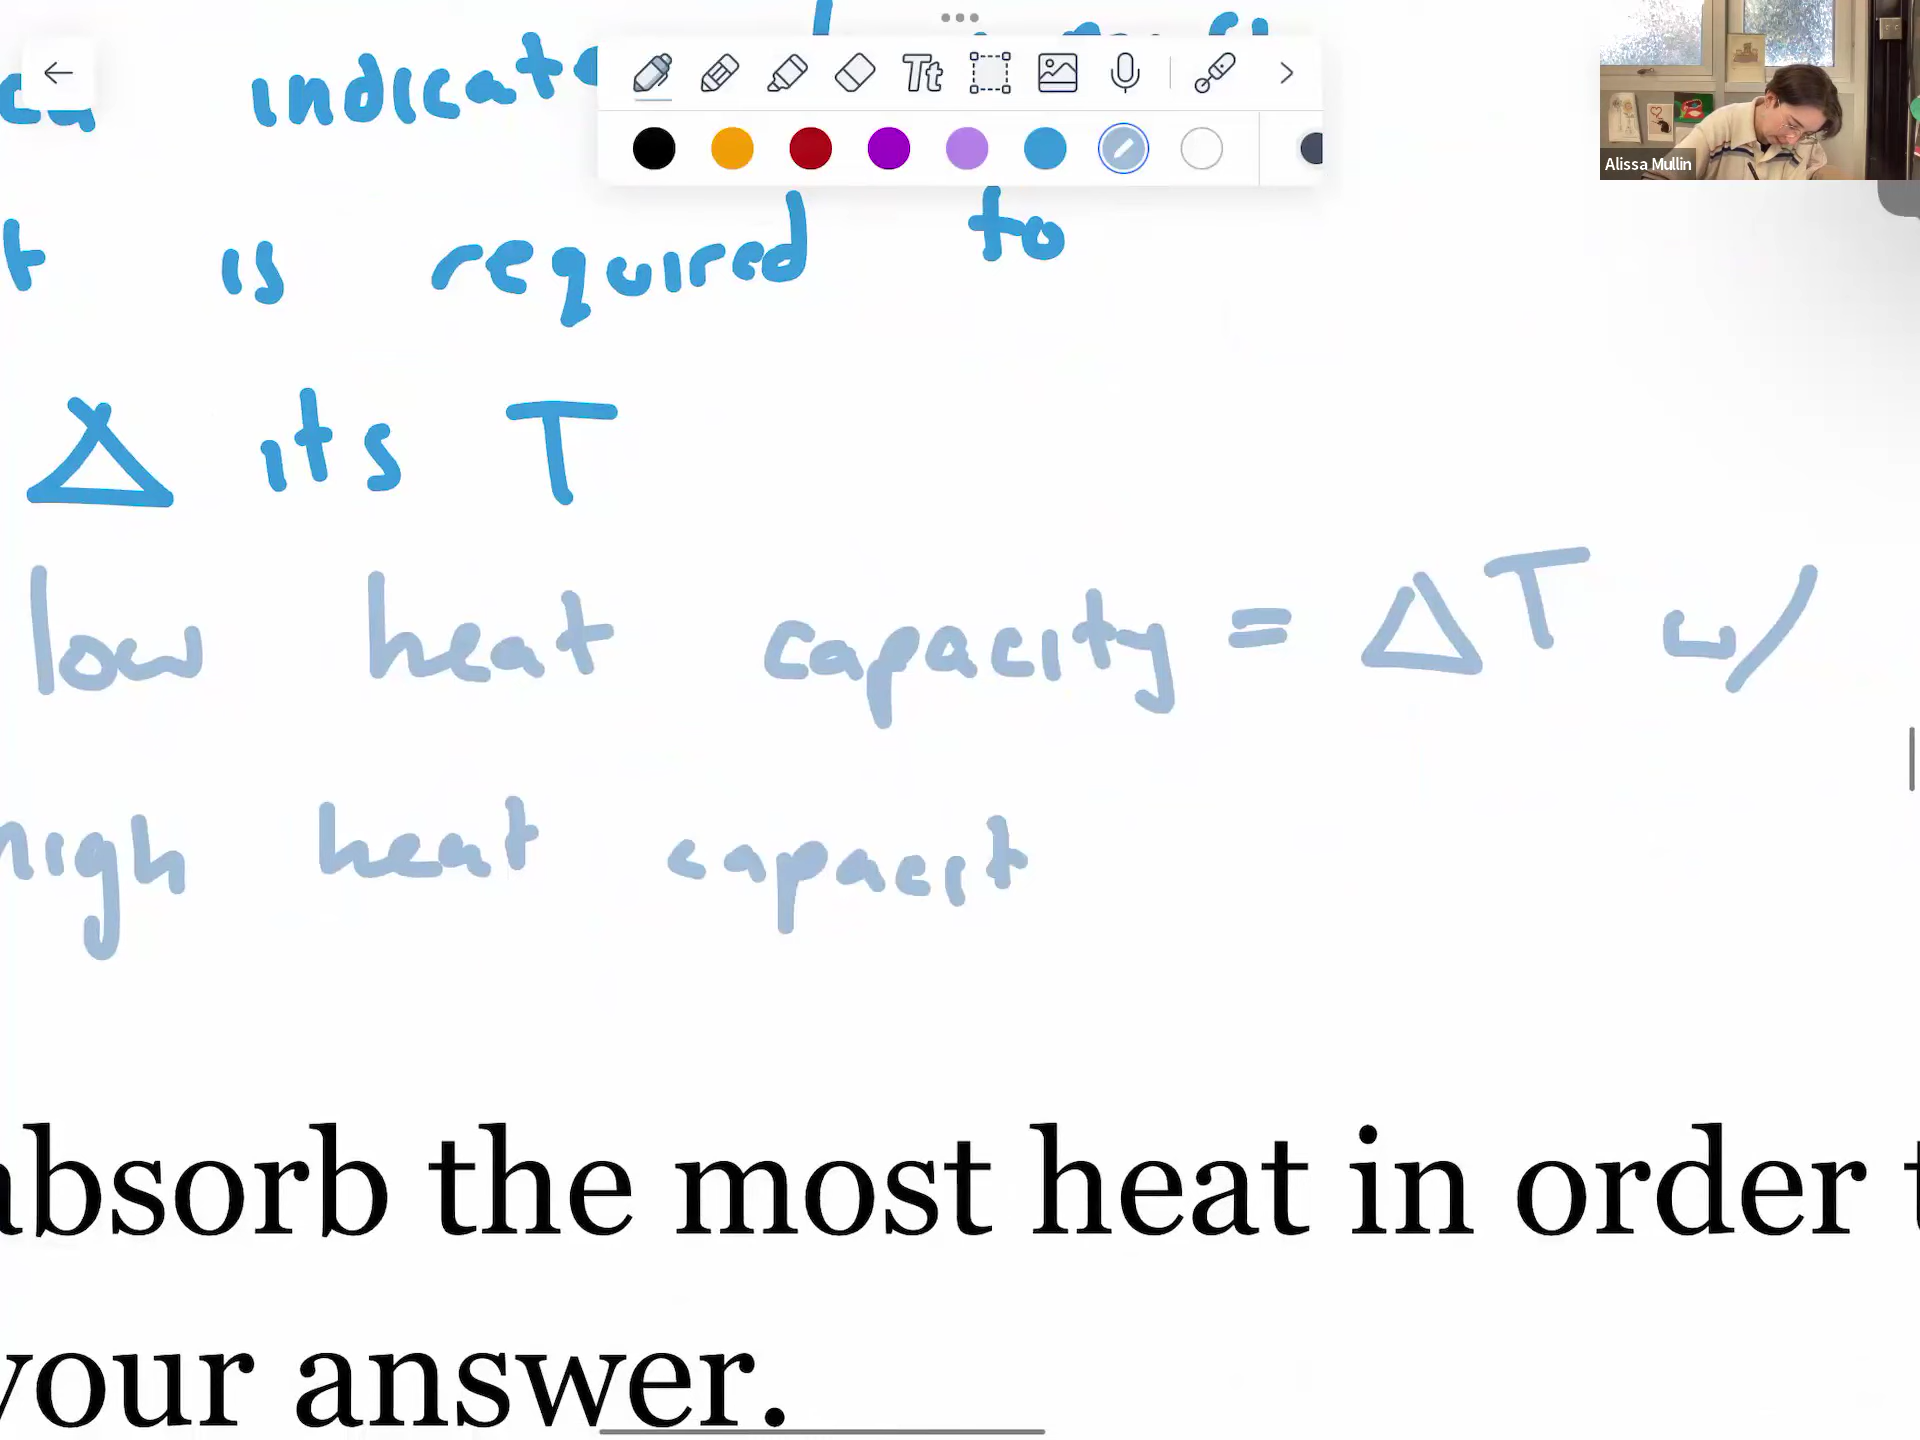 indicate
is required to
Δ its T
low heat capacity = ΔT w/
high heat capacit
absorb the most heat in order
your answer.
Tt
Alissa Mullin